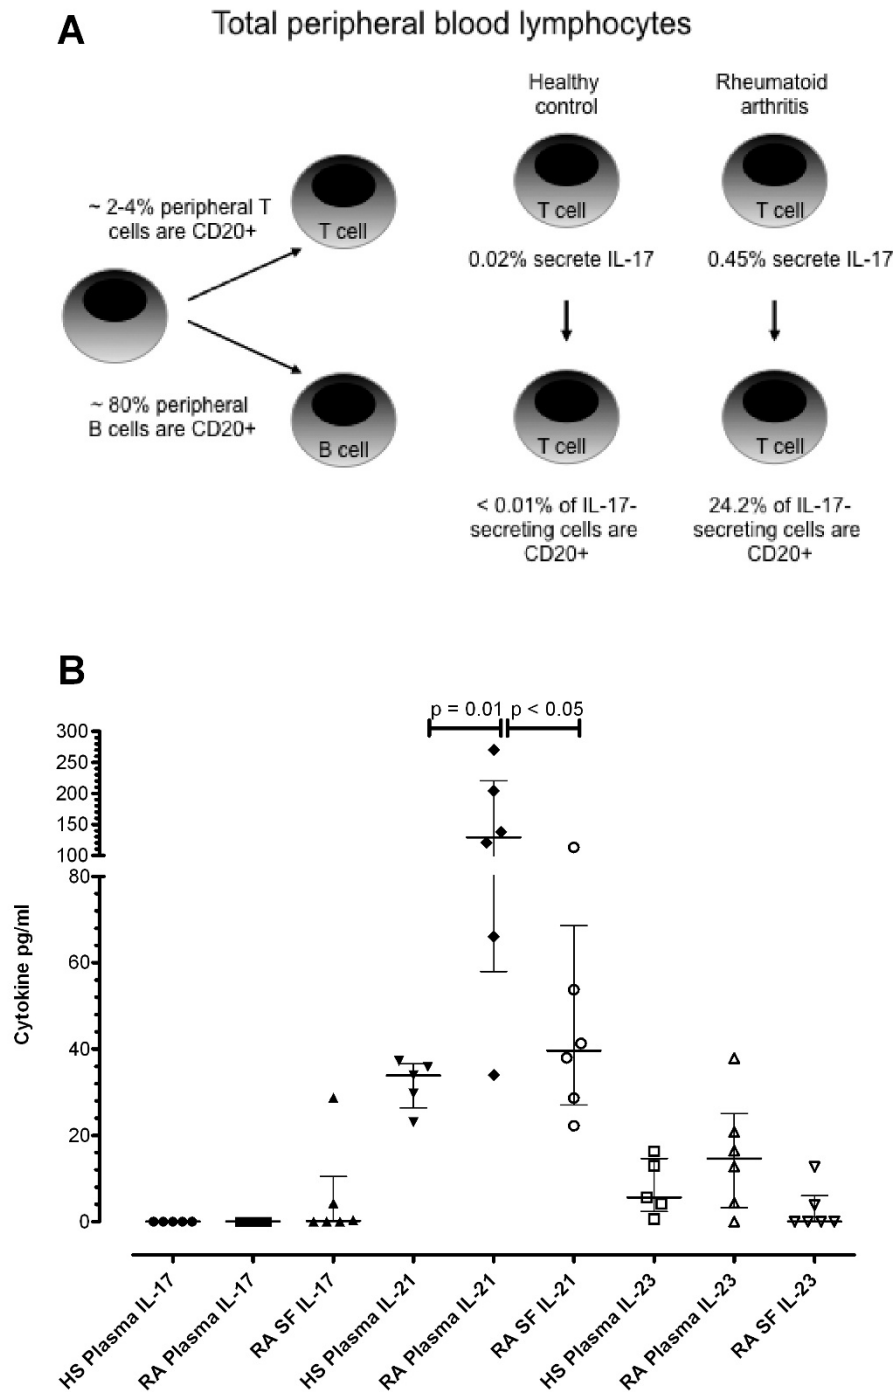 A
Total peripheral blood lymphocytes
Healthy
control
Rheumatoid
arthritis
~ 2-4% peripheral T
cells are CD20+
T cell
T cell
T cell
0.02% secrete IL-17
0.45% secrete IL-17
~ 80% peripheral
B cells are CD20+
B cell
T cell
T cell
< 0.01% of IL-17-
secreting cells are
CD20+
24.2% of IL-17-
secreting cells are
CD20+
B
p = 0.01
p < 0.05
300
250
200
150
100
80
60
40
20
0
Cytokine pg/ml
HS Plasma IL-17
RA Plasma IL-17
RA SF IL-17
HS Plasma IL-21
RA Plasma IL-21
RA SF IL-21
HS Plasma IL-23
RA Plasma IL-23
RA SF IL-23